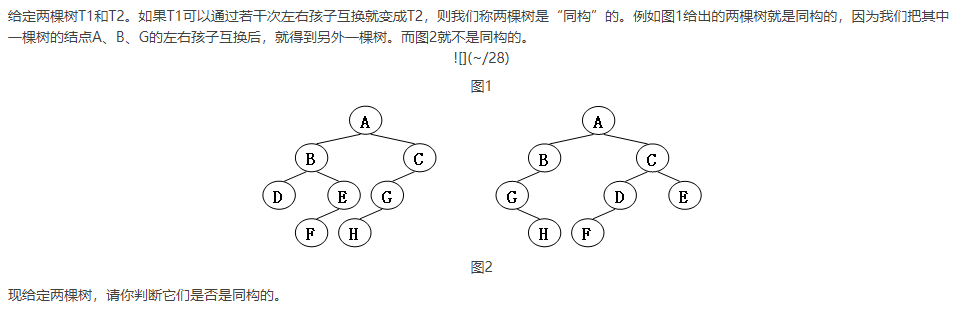 给定两棵树T1和T2。如果T1可以通过若干次左右孩子互换就变成T2，则我们称两棵树是“同构”的。例如图1给出的两棵树就是同构的，因为我们把其中
一棵树的结点A、B、G的左右孩子互换后，就得到另外一棵树。而图2就不是同构的。
![](~/28)
图1
A A
B C B C
D E G G D E
F H H F
图2
现给定两棵树，请你判断它们是否是同构的。